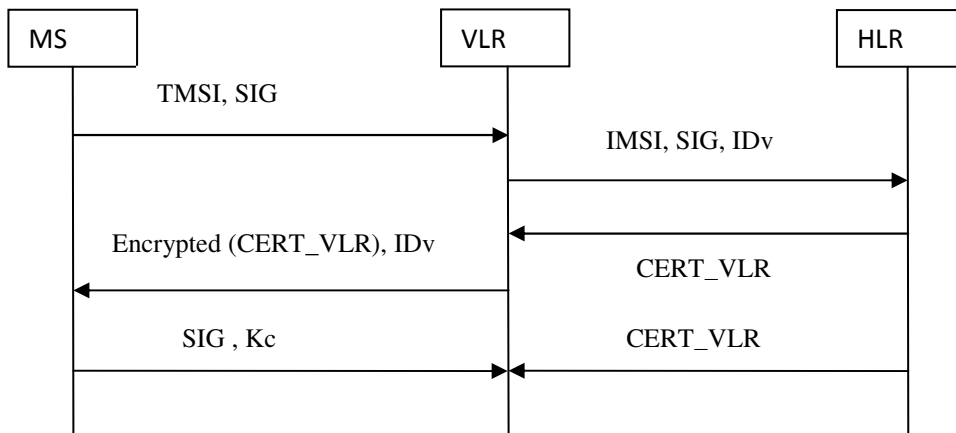 MS
VLR
HLR
TMSI, SIG
IMSI, SIG, IDv
Encrypted (CERT_VLR), IDv
CERT_VLR
SIG , Kc
CERT_VLR